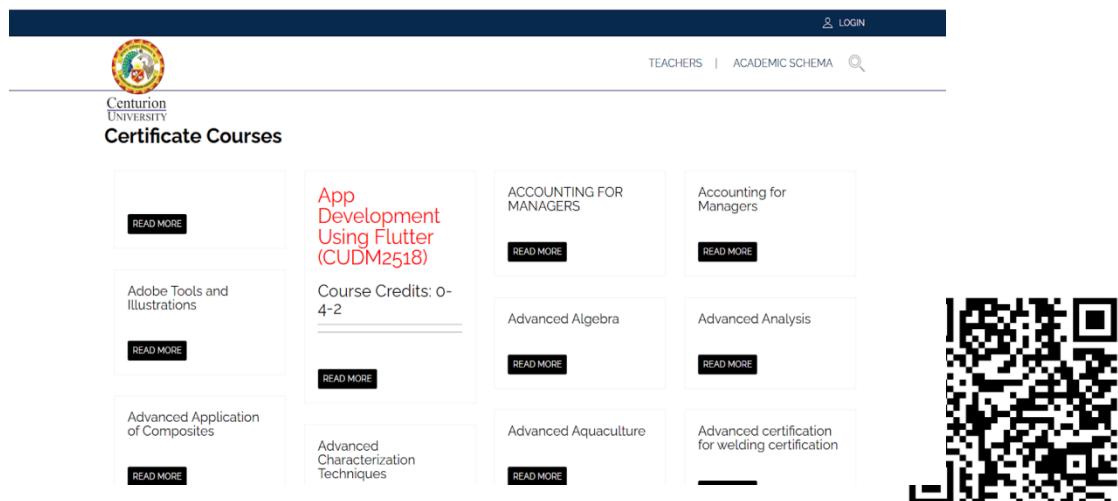 LOGIN
TEACHERS | ACADEMIC SCHEMA
Centurion
UNIVERSITY
Certificate Courses
READ MORE
App
Development
Using Flutter
(CUDM2518)
Course Credits: 0-
4-2
READ MORE
ACCOUNTING FOR
MANAGERS
READ MORE
Accounting for
Managers
READ MORE
Adobe Tools and
Illustrations
READ MORE
Advanced Algebra
READ MORE
Advanced Analysis
READ MORE
Advanced Application
of Composites
READ MORE
Advanced
Characterization
Techniques
Advanced Aquaculture
READ MORE
Advanced certification
for welding certification